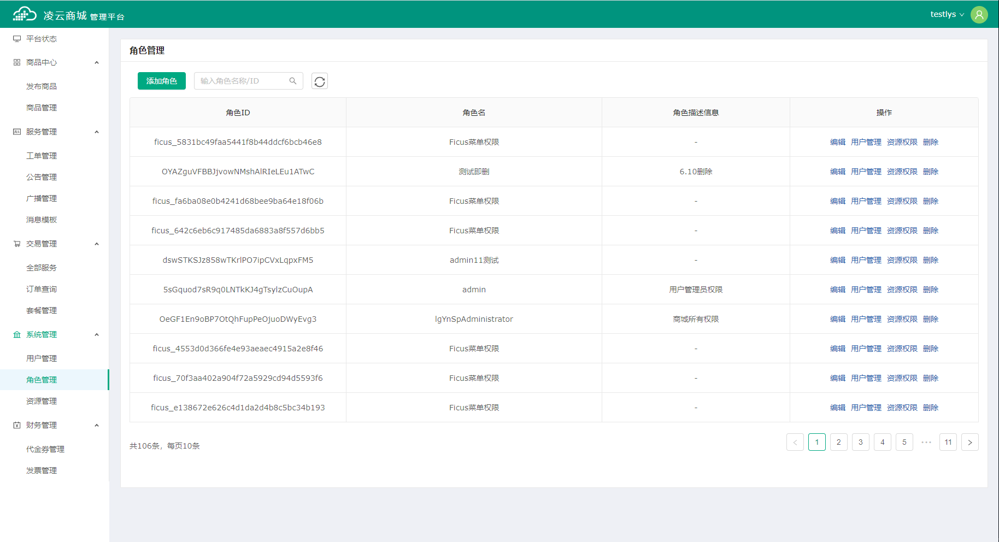 凌云商城 管理平台
testlys
平台状态
商品中心
发布商品
商品管理
服务管理
工单管理
公告管理
广播管理
消息模板
交易管理
全部服务
订单查询
套餐管理
系统管理
用户管理
角色管理
资源管理
财务管理
代金券管理
发票管理
角色管理
添加角色 输入角色名称/ID
角色ID 角色名 角色描述信息 操作
ficus_5831bc49faa5441f8b44ddcf6bcb46e8 Ficus菜单权限 - 编辑 用户管理 资源权限 删除
OYAZguVFBBJjvowNMshAlRIeLEu1ATwC 测试即删 6.10删除 编辑 用户管理 资源权限 删除
ficus_fa6ba08e0b4241d68bee9ba64e18f06b Ficus菜单权限 - 编辑 用户管理 资源权限 删除
ficus_642c6eb6c917485da6883a8f557d6bb5 Ficus菜单权限 - 编辑 用户管理 资源权限 删除
dswSTKSJz858wTKrlPO7ipCVxLqpxFM5 admin11测试 - 编辑 用户管理 资源权限 删除
5sGquod7sR9q0LNTkKJ4gTsylzCuOupA admin 用户管理员权限 编辑 用户管理 资源权限 删除
OeGF1En9oBP7OtQhFupPeOjuoDWyEvg3 lgYnSpAdministrator 商城所有权限 编辑 用户管理 资源权限 删除
ficus_4553d0d366fe4e93aeaec4915a2e8f46 Ficus菜单权限 - 编辑 用户管理 资源权限 删除
ficus_70f3aa402a904f72a5929cd94d5593f6 Ficus菜单权限 - 编辑 用户管理 资源权限 删除
ficus_e138672e626c4d1da2d4b8c5bc34b193 Ficus菜单权限 - 编辑 用户管理 资源权限 删除
共106条，每页10条 < 1 2 3 4 5 ••• 11 >